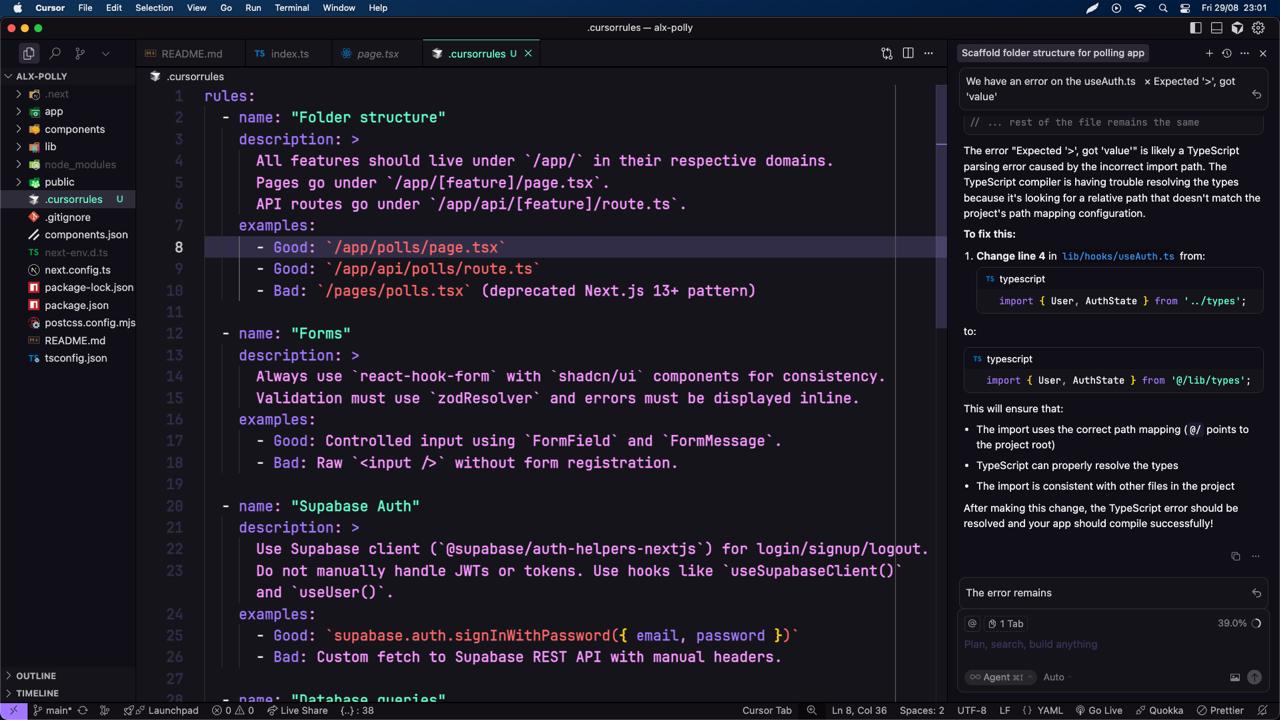 Cursor File Edit Selection View Go Run Terminal Window Help Fri 29/08 23:01
.cursorrules — alx-polly
README.md
TS index.ts
page.tsx
.cursorrules U
Scaffold folder structure for polling app
ALX-POLLY
.next
app
components
lib
node_modules
public
.cursorrules U
.gitignore
components.json
next-env.d.ts
next.config.ts
package-lock.json
package.json
postcss.config.mjs
README.md
tsconfig.json
OUTLINE
TIMELINE
.cursorrules
1 rules:
2 - name: "Folder structure"
3 description: >
4 All features should live under `/app/` in their respective domains.
5 Pages go under `/app/[feature]/page.tsx`.
6 API routes go under `/app/api/[feature]/route.ts`.
7 examples:
8 - Good: `/app/polls/page.tsx`
9 - Good: `/app/api/polls/route.ts`
10 - Bad: `/pages/polls.tsx` (deprecated Next.js 13+ pattern)
11
12 - name: "Forms"
13 description: >
14 Always use `react-hook-form` with `shadcn/ui` components for consistency.
15 Validation must use `zodResolver` and errors must be displayed inline.
16 examples:
17 - Good: Controlled input using `FormField` and `FormMessage`.
18 - Bad: Raw `<input />` without form registration.
19
20 - name: "Supabase Auth"
21 description: >
22 Use Supabase client (`@supabase/auth-helpers-nextjs`) for login/signup/logout.
23 Do not manually handle JWTs or tokens. Use hooks like `useSupabaseClient()`
and `useUser()`.
24 examples:
25 - Good: `supabase.auth.signInWithPassword({ email, password })`
26 - Bad: Custom fetch to Supabase REST API with manual headers.
27
28 - name: "Database queries"
We have an error on the useAuth.ts × Expected '>', got
'value'
// ... rest of the file remains the same
The error "Expected '>', got 'value'" is likely a TypeScript
parsing error caused by the incorrect import path. The
TypeScript compiler is having trouble resolving the types
because it's looking for a relative path that doesn't match the
project's path mapping configuration.
To fix this:
1. Change line 4 in lib/hooks/useAuth.ts from:
TS typescript
import { User, AuthState } from '../types';
to:
TS typescript
import { User, AuthState } from '@/lib/types';
This will ensure that:
• The import uses the correct path mapping (@/ points to
the project root)
• TypeScript can properly resolve the types
• The import is consistent with other files in the project
After making this change, the TypeScript error should be
resolved and your app should compile successfully!
The error remains
@ 1 Tab 39.0%
Plan, search, build anything
Agent ⌘I Auto
main* Launchpad 0 0 Live Share {..} : 38 Cursor Tab Ln 8, Col 36 Spaces: 2 UTF-8 LF {} YAML Go Live Quokka Prettier